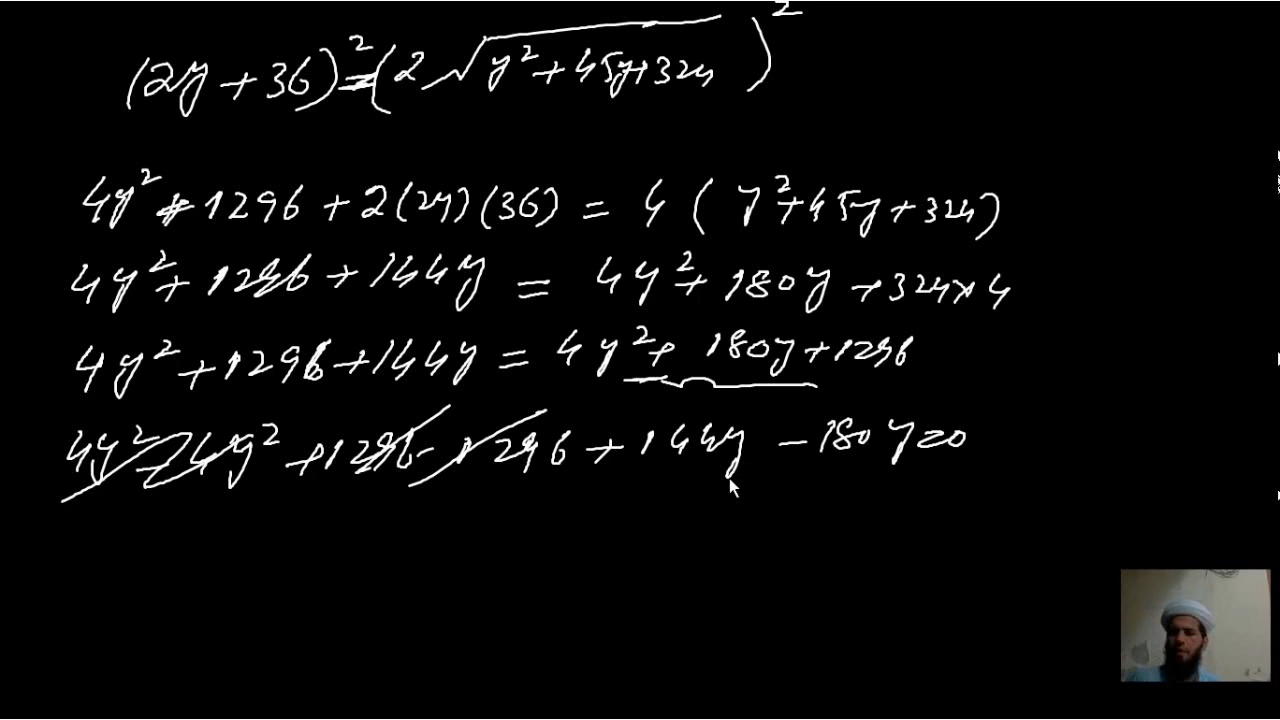 (2y + 36)² = (2 √y² + 45y + 324)²
4y² + 1296 + 2(2y)(36) = 4 ( y² + 45y + 324)
4y² + 1296 + 144y = 4y² + 180y + 324 × 4
4y² + 1296 + 144y = 4y² + 180y + 1296
4y² - 4y² + 1296 - 1296 + 144y - 180y = 0